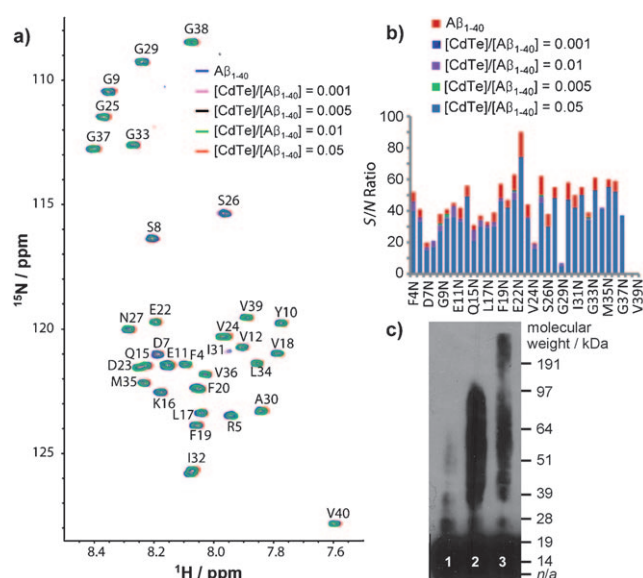 a)
G38
G29
G9
G25
G37
G33
Aβ1-40
[CdTe]/[Aβ1-40] = 0.001
[CdTe]/[Aβ1-40] = 0.005
[CdTe]/[Aβ1-40] = 0.01
[CdTe]/[Aβ1-40] = 0.05
S26
S8
N27
E22
V39
Y10
D7
V24
V12
V18
Q15
I31
D23
E11
F4
L34
M35
V36
K16
F20
L17
R5
A30
F19
I32
V40
110
115
120
125
15N / ppm
8.4
8.2
8.0
7.8
7.6
1H / ppm
b)
Aβ1-40
[CdTe]/[Aβ1-40] = 0.001
[CdTe]/[Aβ1-40] = 0.01
[CdTe]/[Aβ1-40] = 0.005
[CdTe]/[Aβ1-40] = 0.05
100
80
60
40
20
0
S/N Ratio
F4N
D7N
G9N
E11N
Q15N
L17N
F19N
E22N
V24N
S26N
G29N
I31N
G33N
M35N
G37N
V39N
c)
molecular
weight / kDa
191
97
64
51
39
28
19
14
n/a
1 2 3